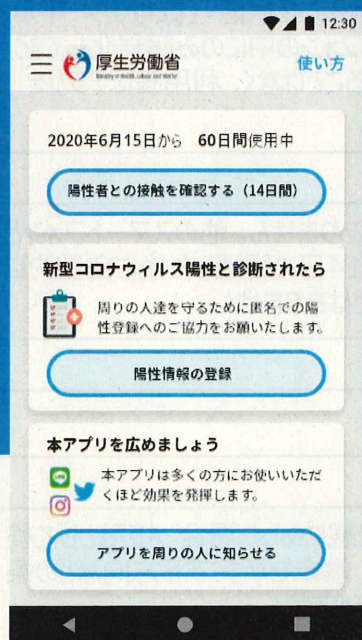 12:30
厚生労働省
Ministry of Health, Labour and Welfare
使い方
2020年6月15日から 60日間使用中
陽性者との接触を確認する（14日間）
新型コロナウィルス陽性と診断されたら
周りの人達を守るために匿名での陽
性登録へのご協力をお願いたします。
陽性情報の登録
本アプリを広めましょう
LINE
本アプリは多くの方にお使いいただ
くほど効果を発揮します。
アプリを周りの人に知らせる